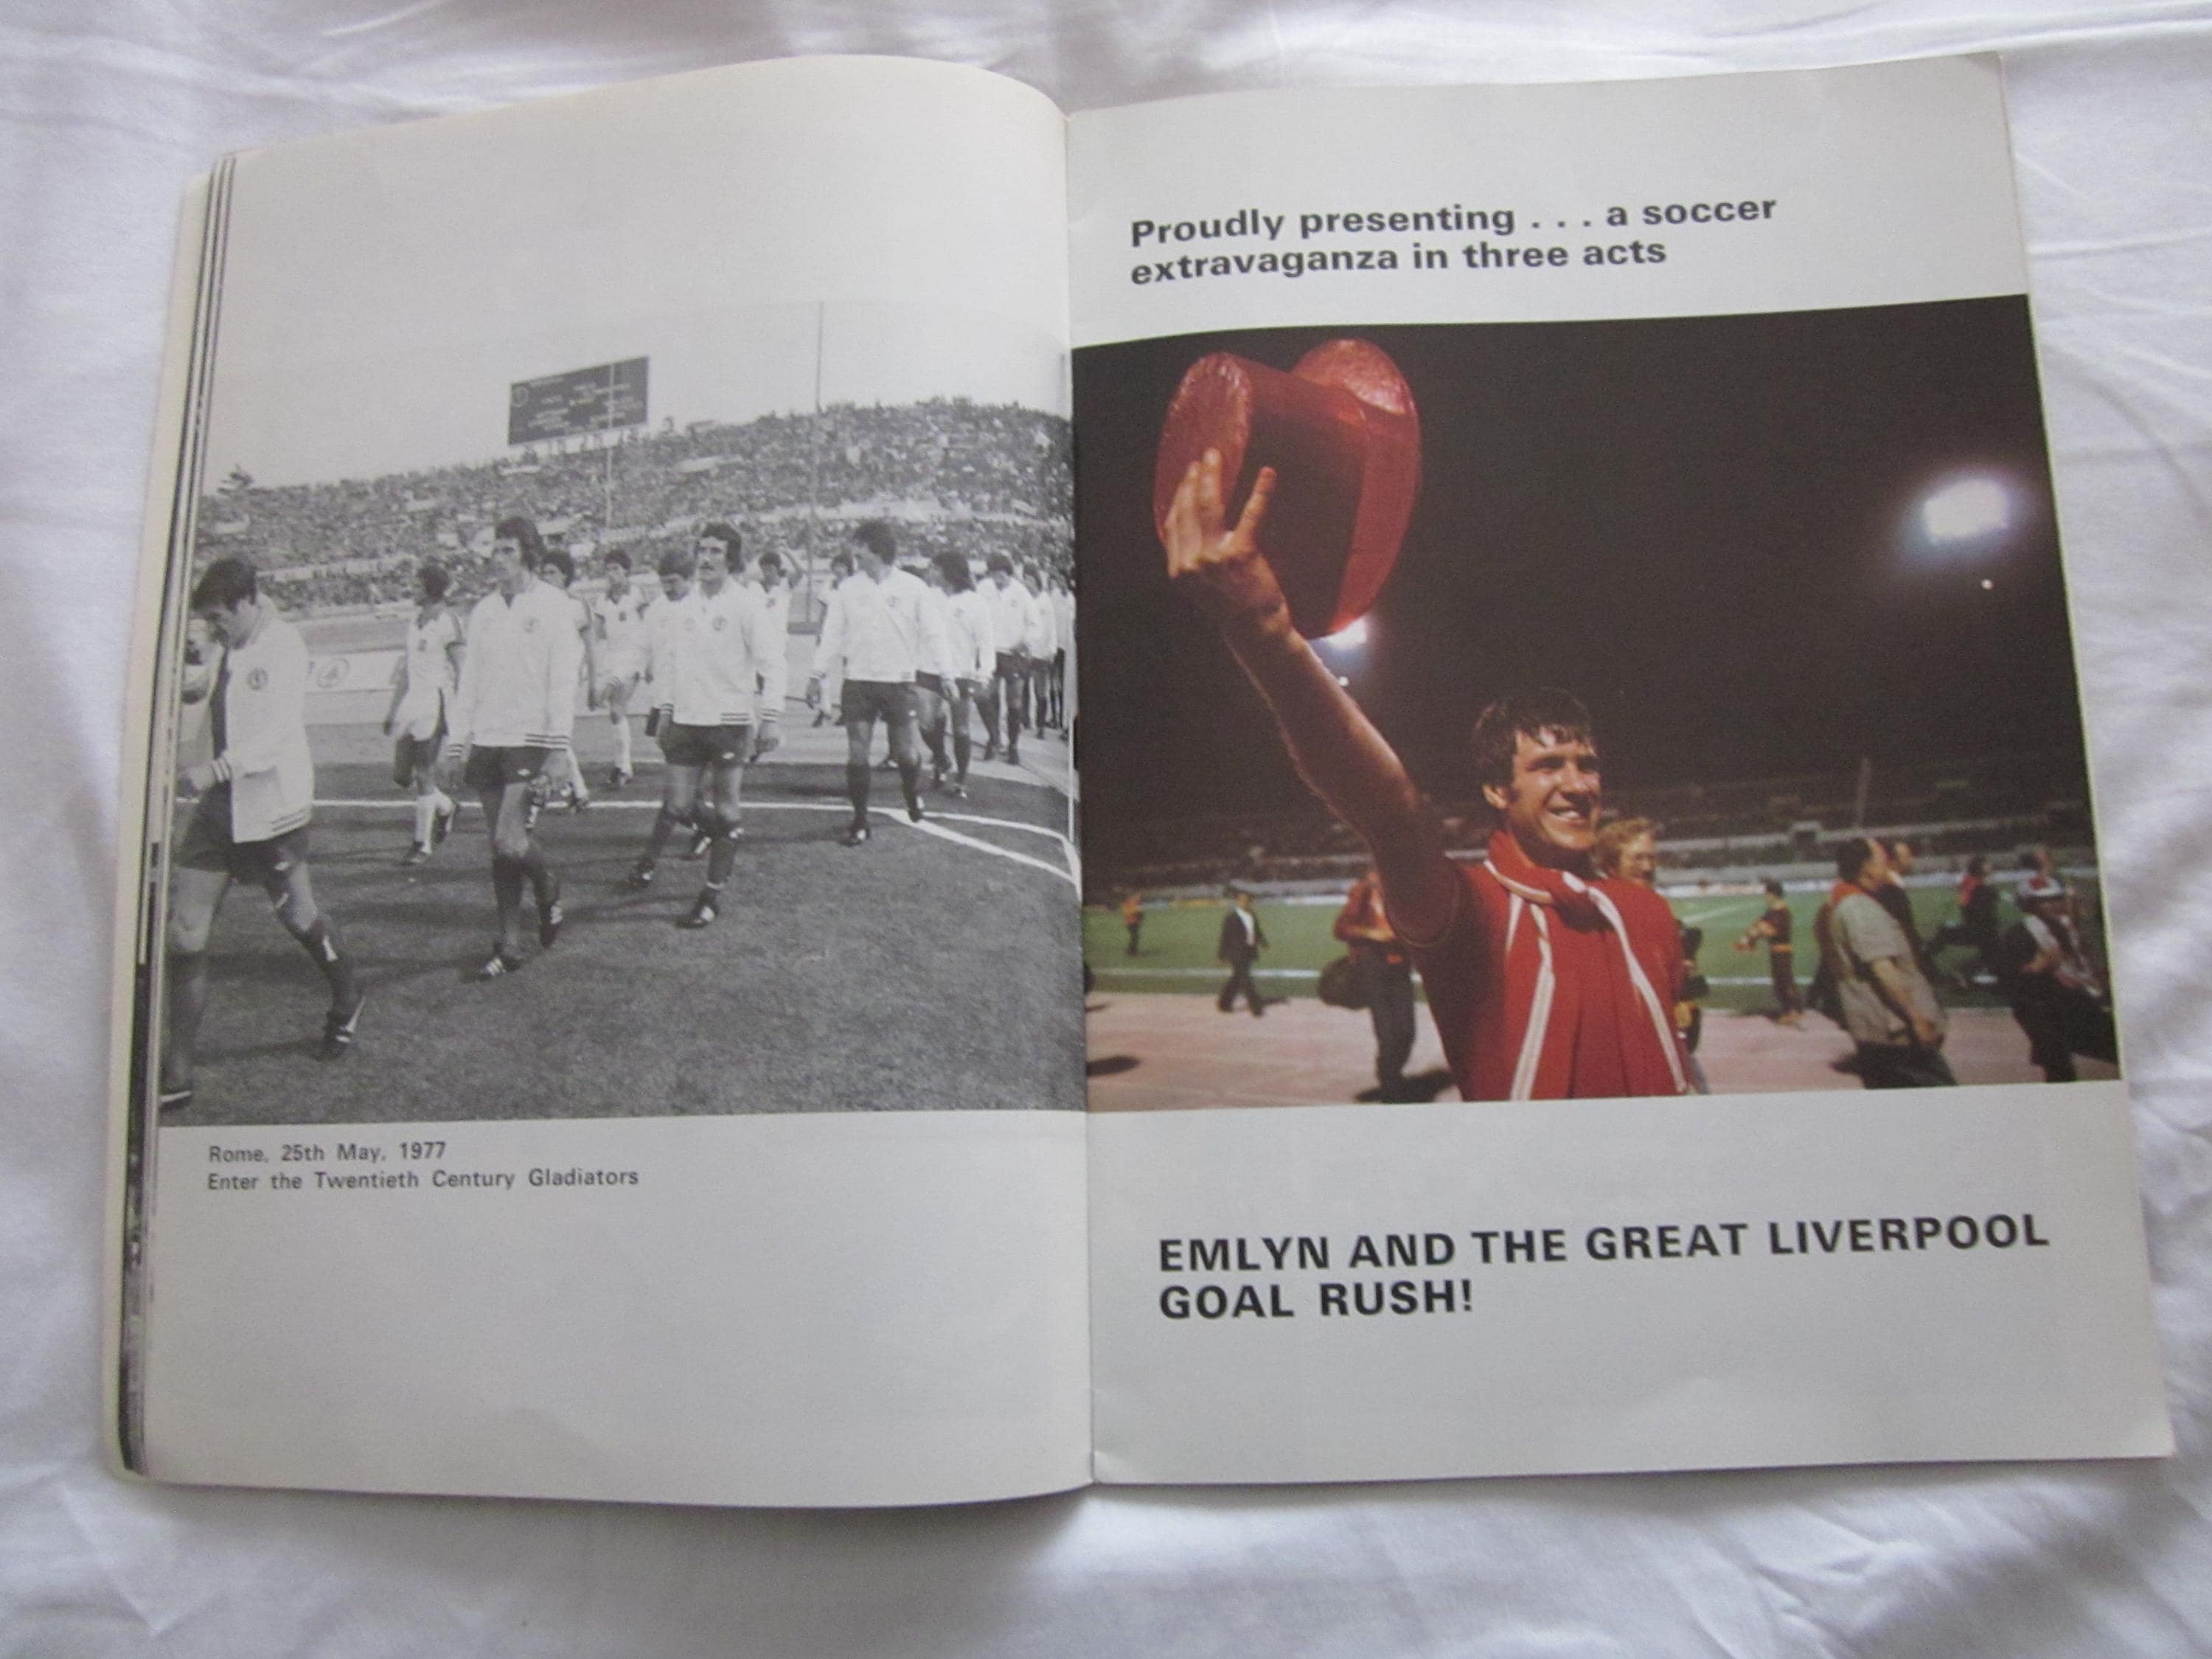 Rome, 25th May, 1977
Enter the Twentieth Century Gladiators
Proudly presenting . . . a soccer
extravaganza in three acts
EMLYN AND THE GREAT LIVERPOOL
GOAL RUSH!